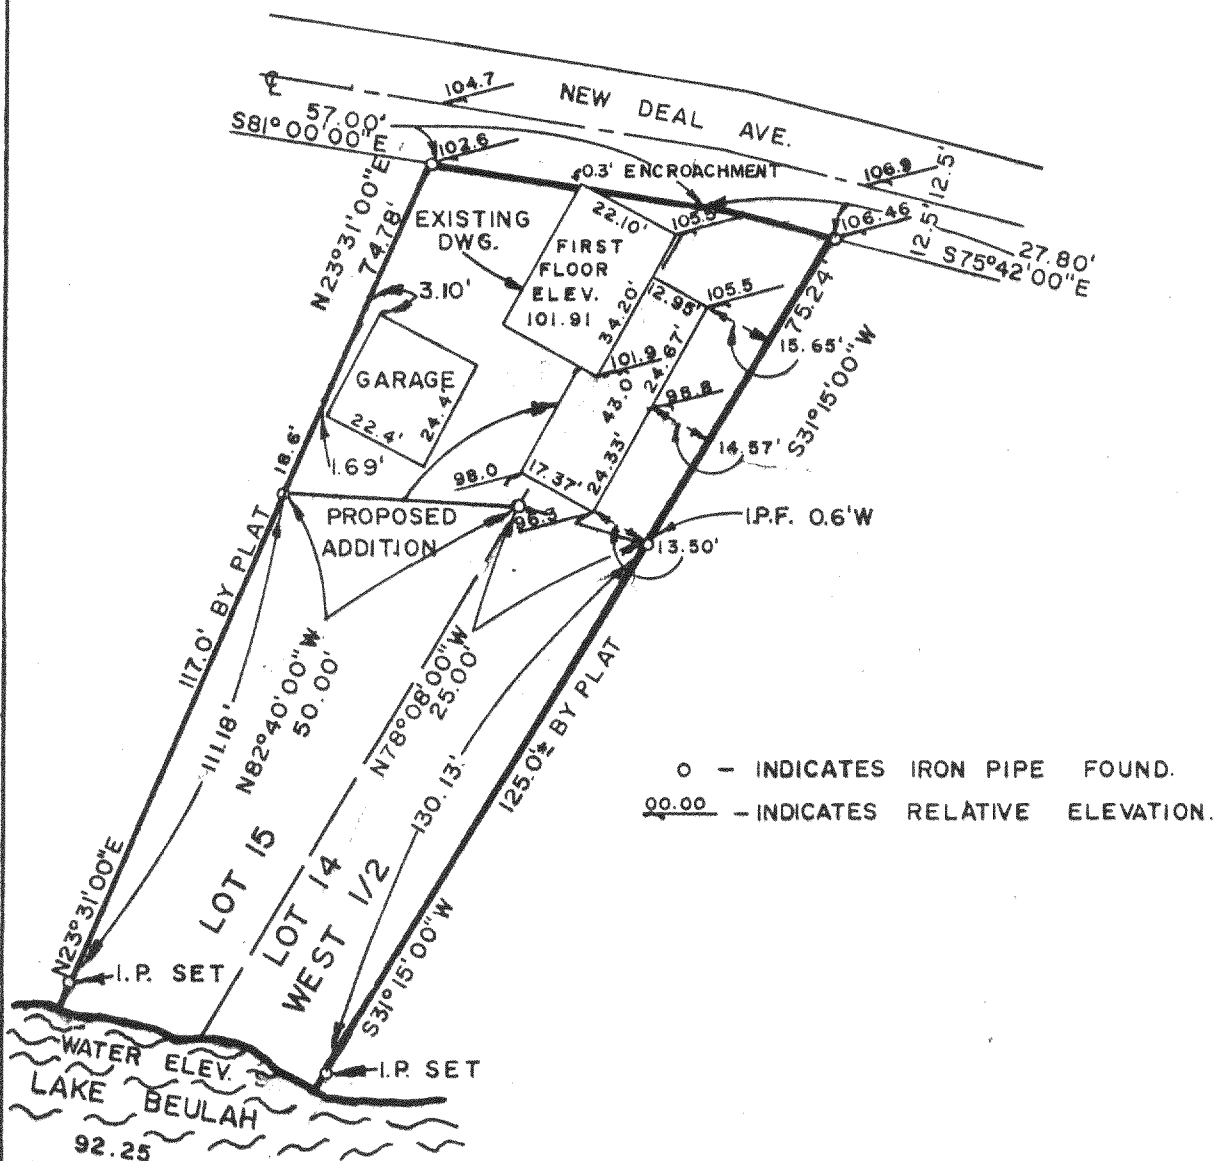 ℄
104.7
NEW DEAL AVE.
57.00'
S81°00'00"E
102.6
0.3' ENCROACHMENT
106.9
12.5'
12.5'
106.46
27.80'
S75°42'00"E
N23°31'00"E
74.78'
EXISTING
DWG.
22.10'
105.5
FIRST
FLOOR
ELEV.
101.91
34.20'
12.95'
105.5
75.24'
15.65'
S31°15'00"W
3.10'
GARAGE
22.4'
24.4'
101.9
43.0'
24.67'
98.8
14.57'
1.69'
18.6'
98.0
17.37'
24.33'
96.3
I.P.F. 0.6'W
13.50'
PROPOSED
ADDITION
117.0' BY PLAT
111.18'
N82°40'00"W
50.00'
N78°08'00"W
25.00'
130.13'
125.0'± BY PLAT
O - INDICATES IRON PIPE FOUND.
00.00 - INDICATES RELATIVE ELEVATION.
LOT 15
LOT 14
WEST 1/2
N23°31'00"E
S31°15'00"W
I.P. SET
I.P. SET
WATER ELEV.
LAKE BEULAH
92.25